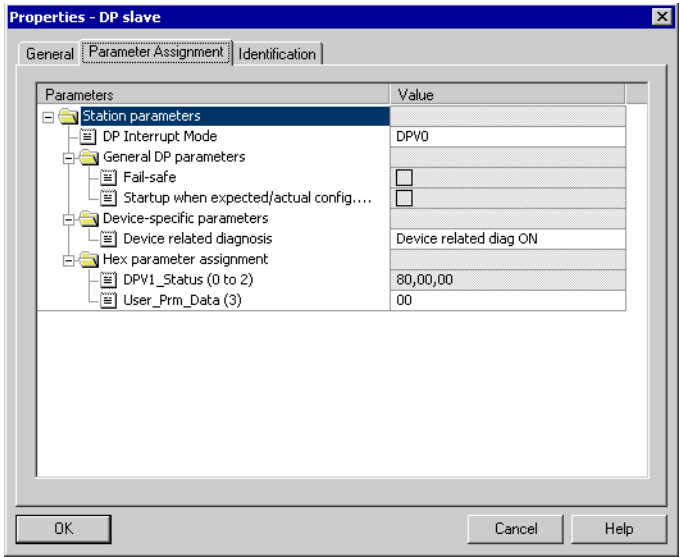 Properties - DP slave
General Parameter Assignment Identification
Parameters Value
Station parameters
DP Interrupt Mode DPV0
General DP parameters
Fail-safe
Startup when expected/actual config....
Device-specific parameters
Device related diagnosis Device related diag ON
Hex parameter assignment
DPV1_Status (0 to 2) 80,00,00
User_Prm_Data (3) 00
OK Cancel Help